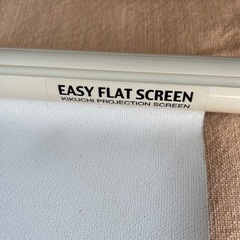 EASY FLAT SCREEN
KIKUCHI PROJECTION SCREEN